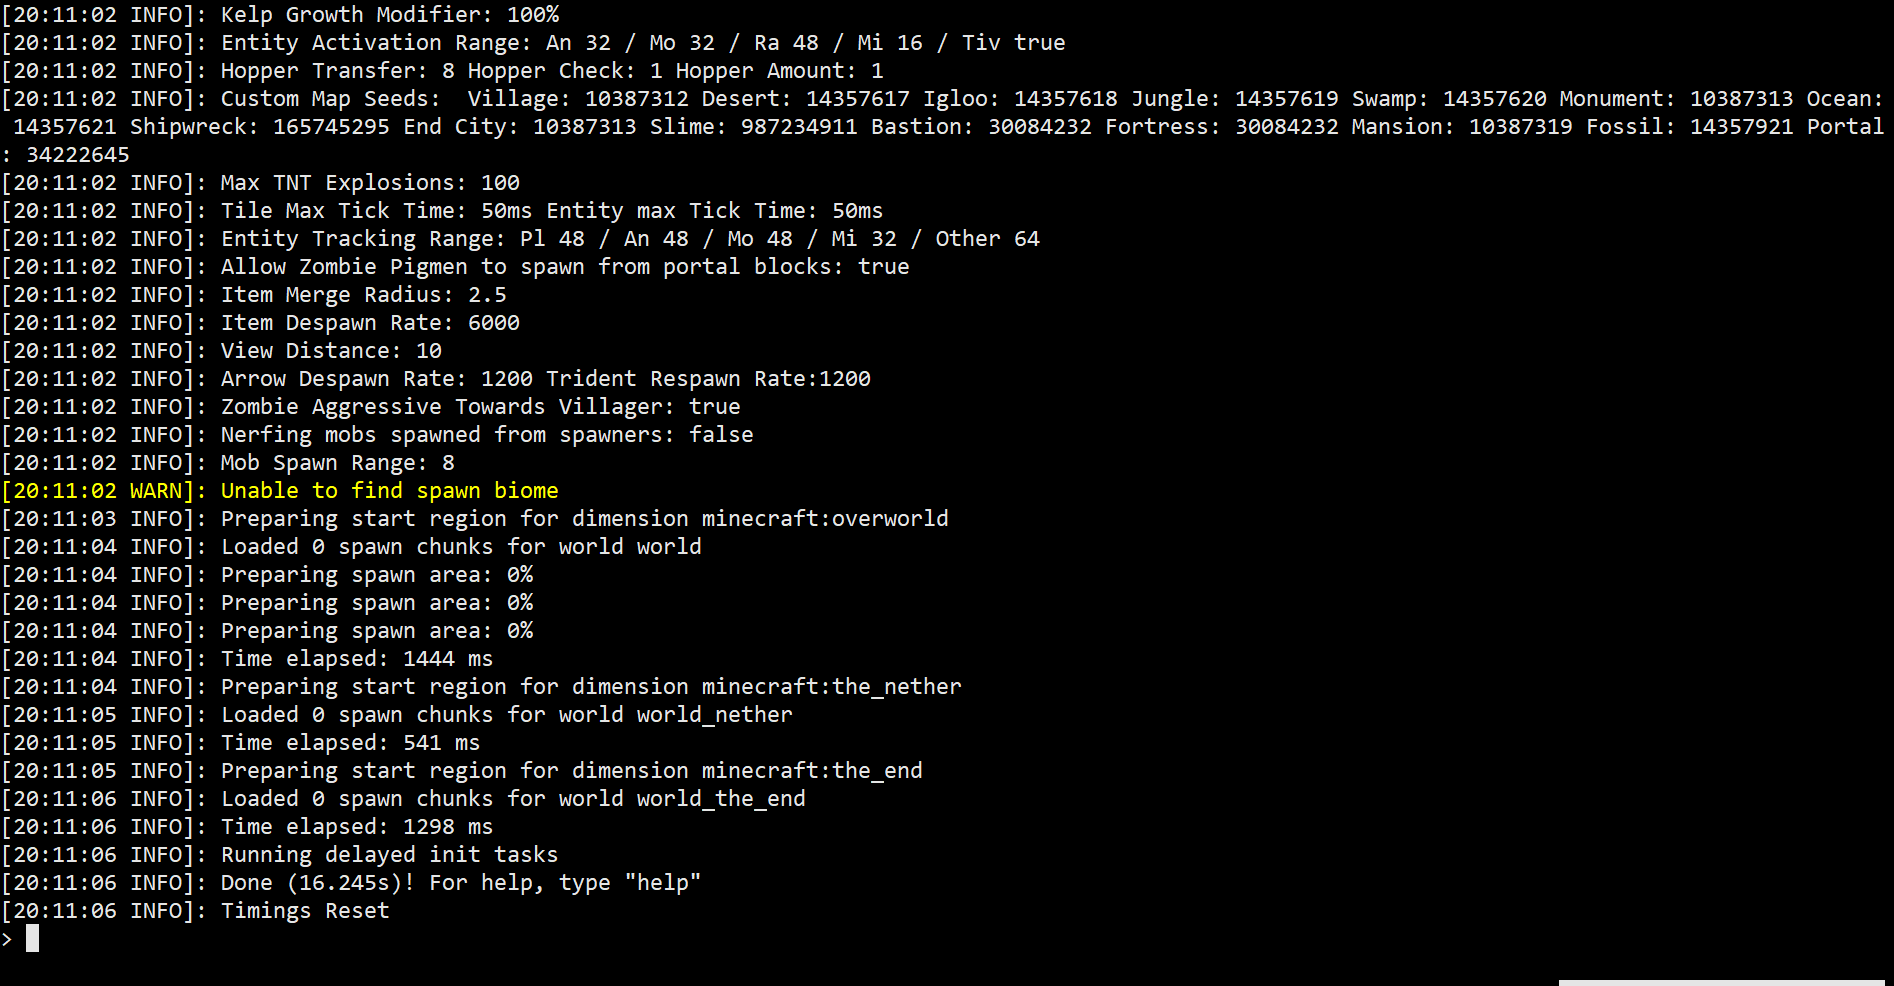 [20:11:02 INFO]: Kelp Growth Modifier: 100%
[20:11:02 INFO]: Entity Activation Range: An 32 / Mo 32 / Ra 48 / Mi 16 / Tiv true
[20:11:02 INFO]: Hopper Transfer: 8 Hopper Check: 1 Hopper Amount: 1
[20:11:02 INFO]: Custom Map Seeds:  Village: 10387312 Desert: 14357617 Igloo: 14357618 Jungle: 14357619 Swamp: 14357620 Monument: 10387313 Ocean:
 14357621 Shipwreck: 165745295 End City: 10387313 Slime: 987234911 Bastion: 30084232 Fortress: 30084232 Mansion: 10387319 Fossil: 14357921 Portal
: 34222645
[20:11:02 INFO]: Max TNT Explosions: 100
[20:11:02 INFO]: Tile Max Tick Time: 50ms Entity max Tick Time: 50ms
[20:11:02 INFO]: Entity Tracking Range: Pl 48 / An 48 / Mo 48 / Mi 32 / Other 64
[20:11:02 INFO]: Allow Zombie Pigmen to spawn from portal blocks: true
[20:11:02 INFO]: Item Merge Radius: 2.5
[20:11:02 INFO]: Item Despawn Rate: 6000
[20:11:02 INFO]: View Distance: 10
[20:11:02 INFO]: Arrow Despawn Rate: 1200 Trident Respawn Rate:1200
[20:11:02 INFO]: Zombie Aggressive Towards Villager: true
[20:11:02 INFO]: Nerfing mobs spawned from spawners: false
[20:11:02 INFO]: Mob Spawn Range: 8
[20:11:02 WARN]: Unable to find spawn biome
[20:11:03 INFO]: Preparing start region for dimension minecraft:overworld
[20:11:04 INFO]: Loaded 0 spawn chunks for world world
[20:11:04 INFO]: Preparing spawn area: 0%
[20:11:04 INFO]: Preparing spawn area: 0%
[20:11:04 INFO]: Preparing spawn area: 0%
[20:11:04 INFO]: Time elapsed: 1444 ms
[20:11:04 INFO]: Preparing start region for dimension minecraft:the_nether
[20:11:05 INFO]: Loaded 0 spawn chunks for world world_nether
[20:11:05 INFO]: Time elapsed: 541 ms
[20:11:05 INFO]: Preparing start region for dimension minecraft:the_end
[20:11:06 INFO]: Loaded 0 spawn chunks for world world_the_end
[20:11:06 INFO]: Time elapsed: 1298 ms
[20:11:06 INFO]: Running delayed init tasks
[20:11:06 INFO]: Done (16.245s)! For help, type "help"
[20:11:06 INFO]: Timings Reset
>